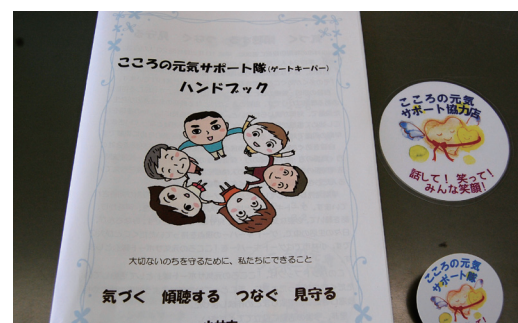 こころの元気サポート隊(ゲートキーパー)
ハンドブック
大切ないのちを守るために、私たちにできること
気づく 傾聴する つなぐ 見守る
こころの元気
サポート協力店
話して! 笑って!
みんな笑顔!
こころの元気
サポート隊